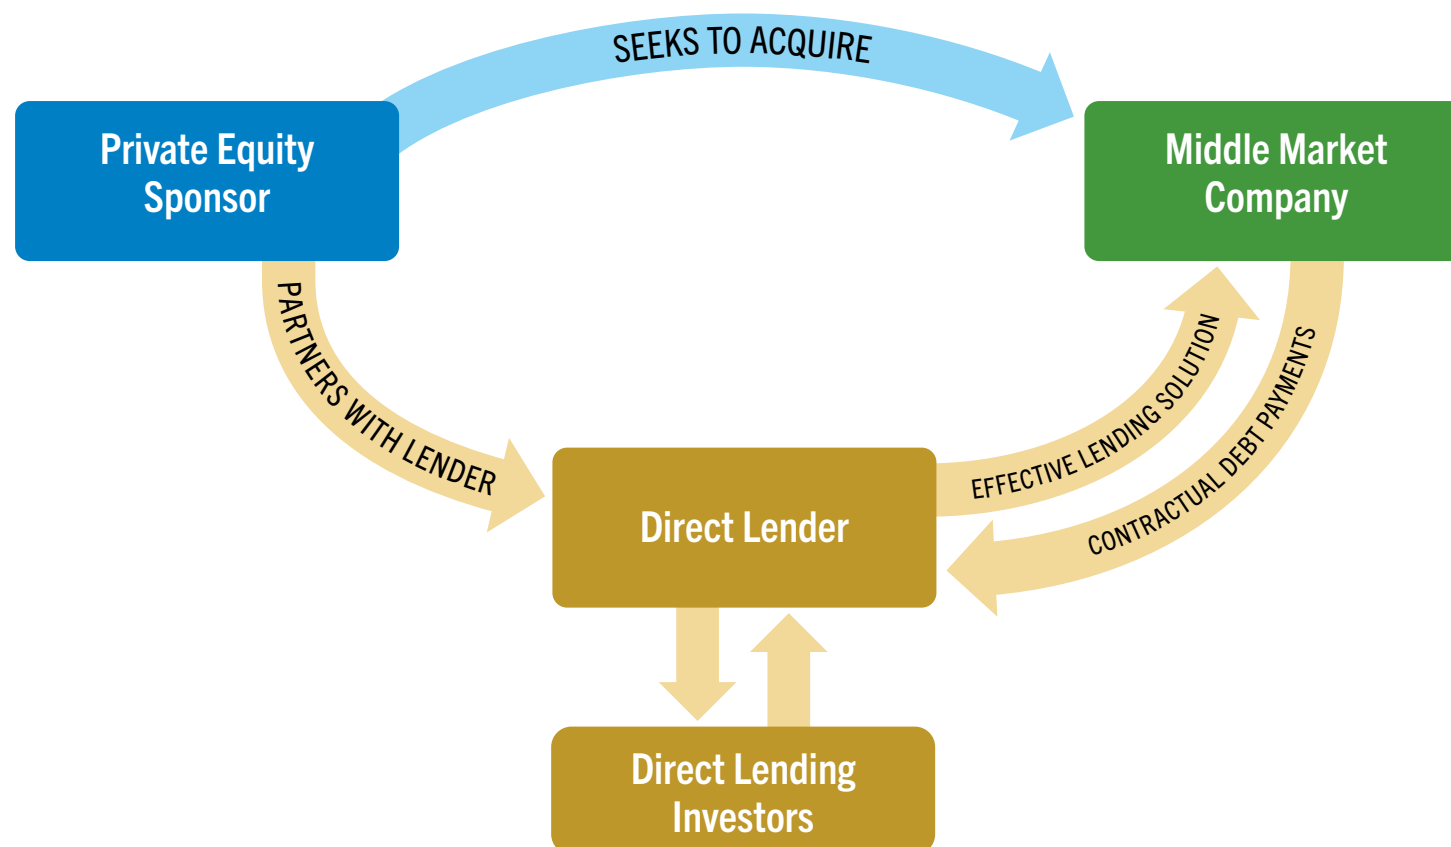 SEEKS TO ACQUIRE
Private Equity
Sponsor
Middle Market
Company
PARTNERS WITH LENDER
EFFECTIVE LENDING SOLUTION
CONTRACTUAL DEBT PAYMENTS
Direct Lender
Direct Lending
Investors